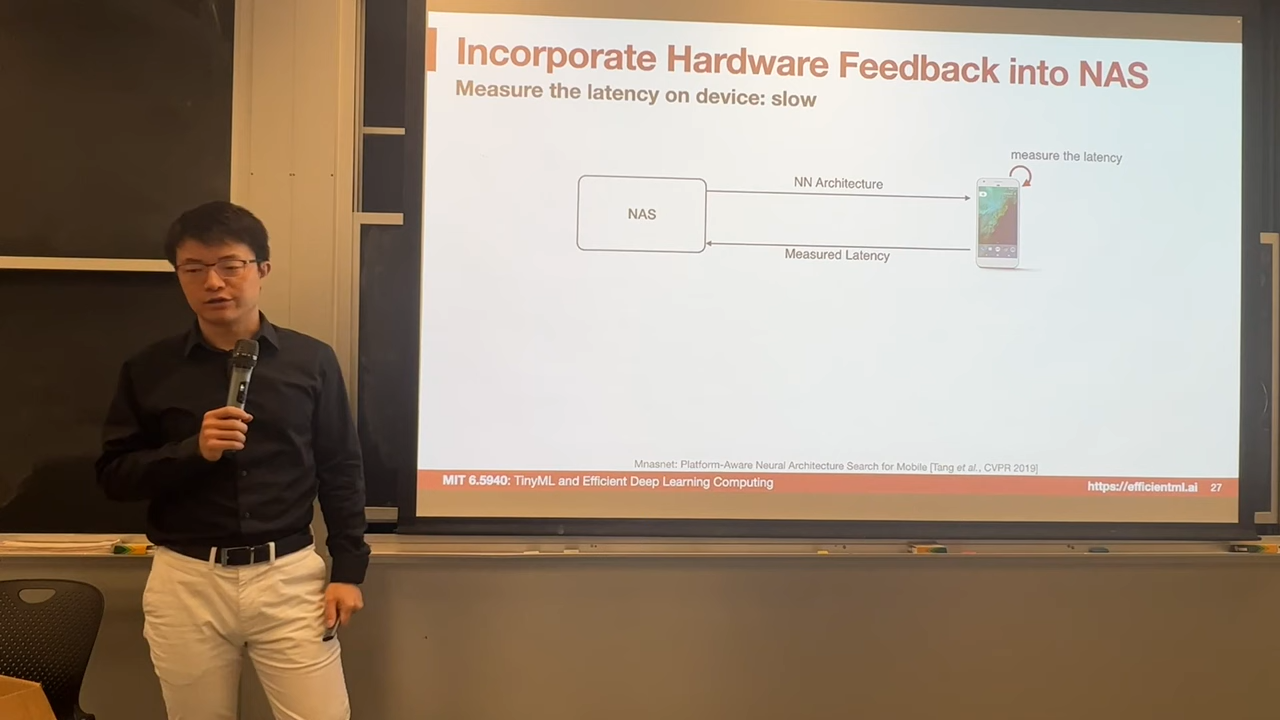 Incorporate Hardware Feedback into NAS
Measure the latency on device: slow
measure the latency
NN Architecture
NAS
Measured Latency
Mnasnet: Platform-Aware Neural Architecture Search for Mobile [Tang et al., CVPR 2019]
MIT 6.5940: TinyML and Efficient Deep Learning Computing
https://efficientml.ai 27